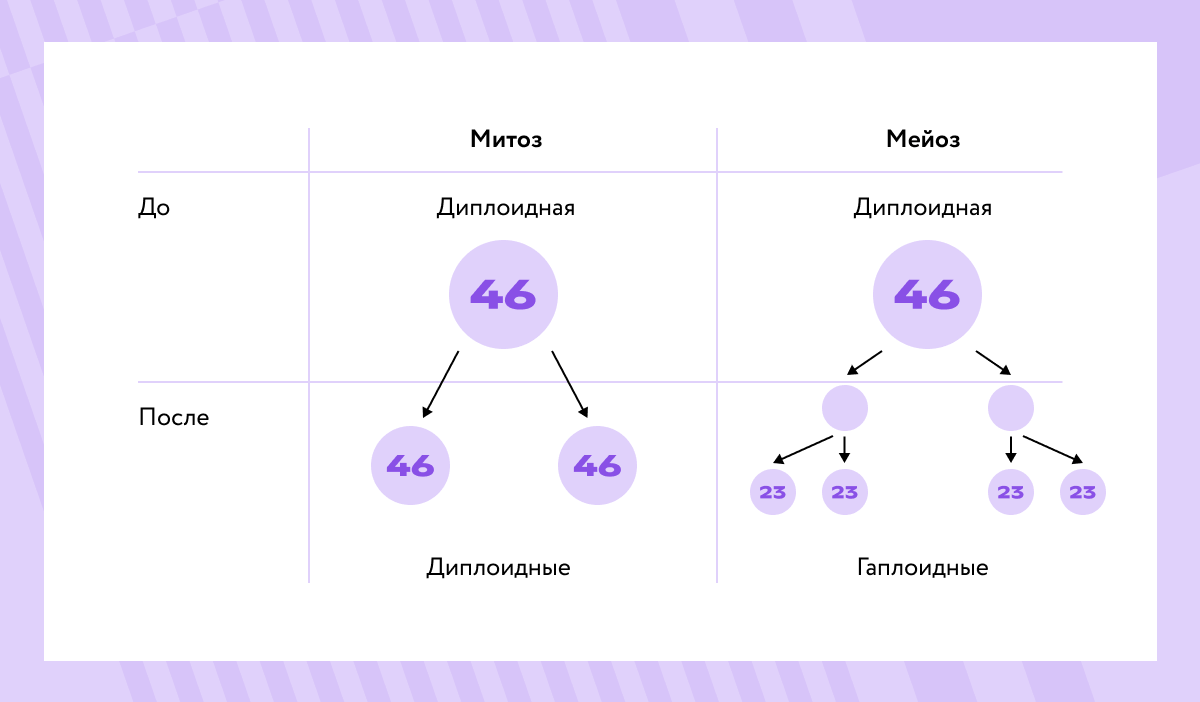 Митоз
Мейоз
До
Диплоидная
Диплоидная
46
46
После
46
46
23
23
23
23
Диплоидные
Гаплоидные